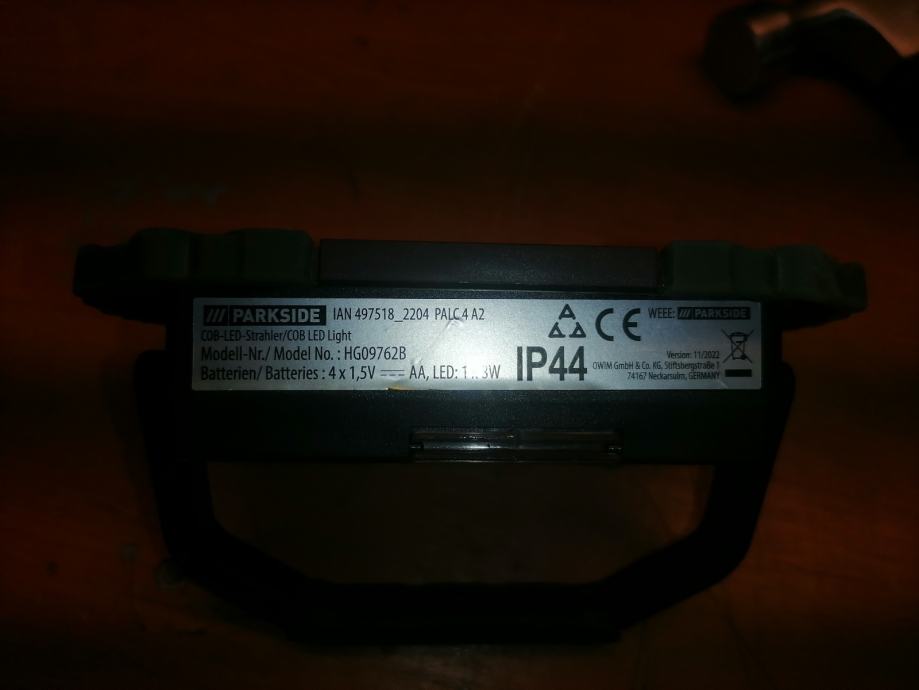 /// PARKSIDE IAN 497518_2204 PALC 4 A2
COB-LED-Strahler/COB LED Light
Modell-Nr./ Model No. : HG09762B
Batterien/ Batteries : 4 x 1,5V AA, LED: 1 3W
IP44
CE
WEEE: /// PARKSIDE
Version: 11/2022
OWIM GmbH & Co. KG, Stiftsbergstraße 1
74167 Neckarsulm, GERMANY